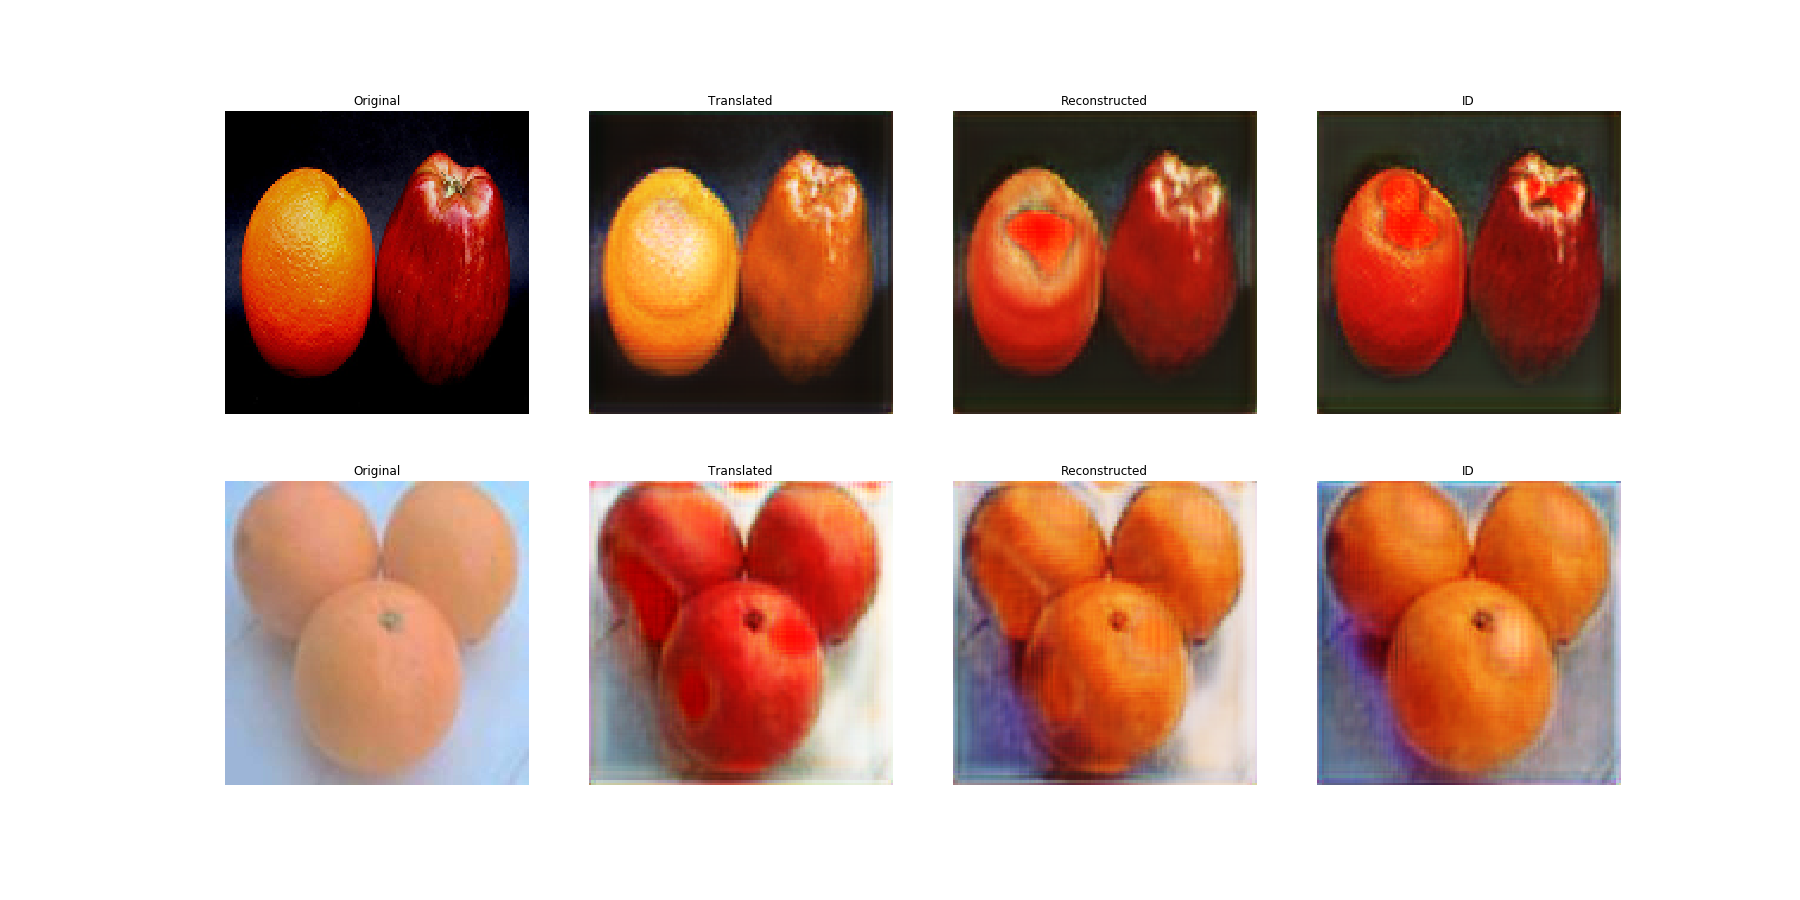 Original
Translated
Reconstructed
ID
Original
Translated
Reconstructed
ID